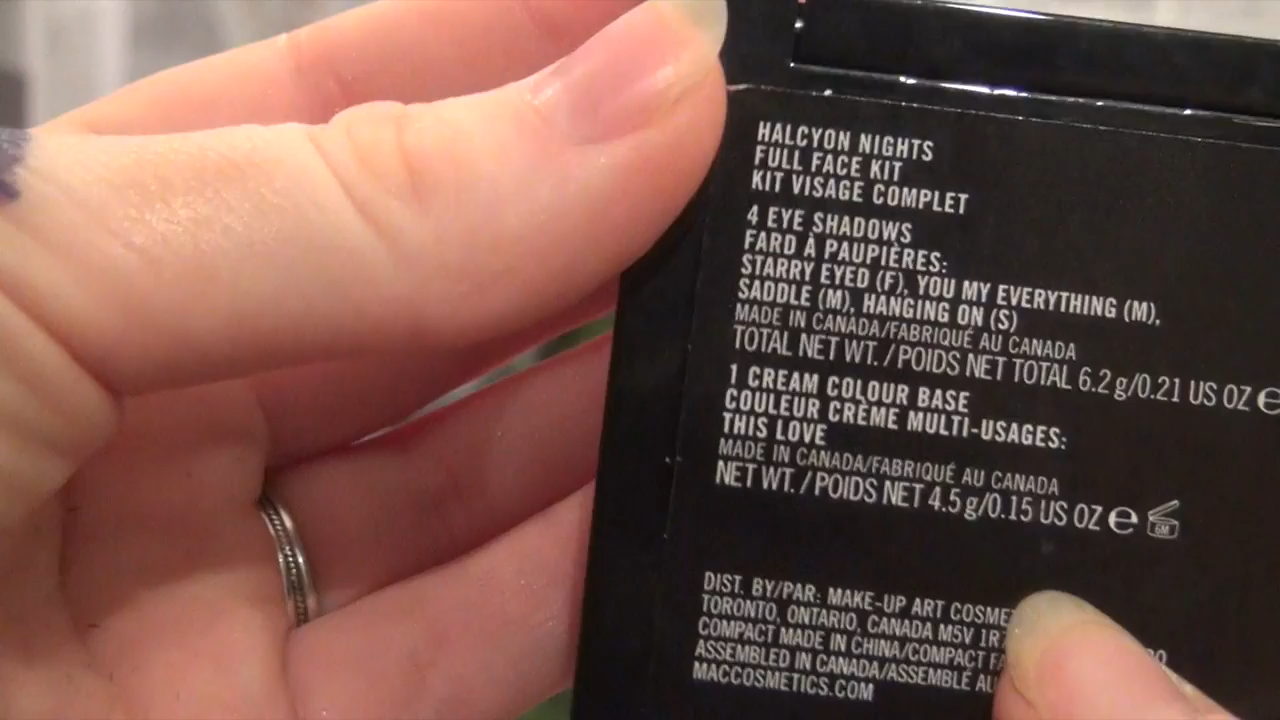 HALCYON NIGHTS
FULL FACE KIT
KIT VISAGE COMPLET
4 EYE SHADOWS
FARD À PAUPIÈRES:
STARRY EYED (F), YOU MY EVERYTHING (M),
SADDLE (M), HANGING ON (S)
MADE IN CANADA/FABRIQUÉ AU CANADA
TOTAL NET WT. / POIDS NET TOTAL 6.2 g/0.21 US OZ ℮
1 CREAM COLOUR BASE
COULEUR CRÈME MULTI-USAGES:
THIS LOVE
MADE IN CANADA/FABRIQUÉ AU CANADA
NET WT. / POIDS NET 4.5 g/0.15 US OZ ℮ 6M
DIST. BY/PAR: MAKE-UP ART
TORONTO, ONTARIO, CANADA M5V
COMPACT MADE IN CHINA/COMPACT
ASSEMBLED IN CANADA/ASSEMBLÉ AU
MACCOSMETICS.COM